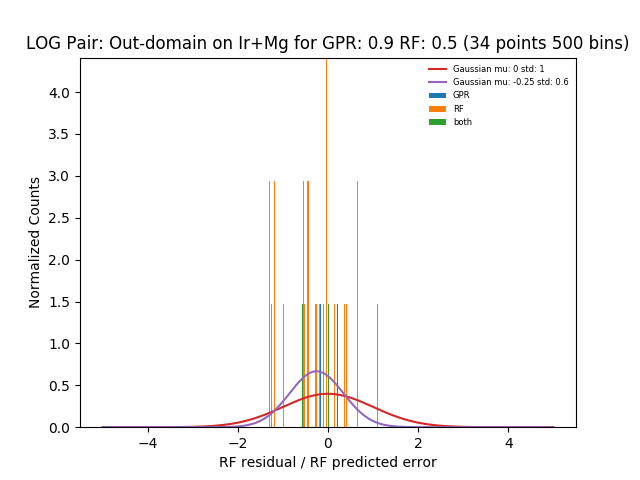 LOG Pair: Out-domain on Ir+Mg for GPR: 0.9 RF: 0.5 (34 points 500 bins)
Gaussian mu: 0 std: 1
Gaussian mu: -0.25 std: 0.6
GPR
RF
both
Normalized Counts
4.0
3.5
3.0
2.5
2.0
1.5
1.0
0.5
0.0
−4
−2
0
2
4
RF residual / RF predicted error